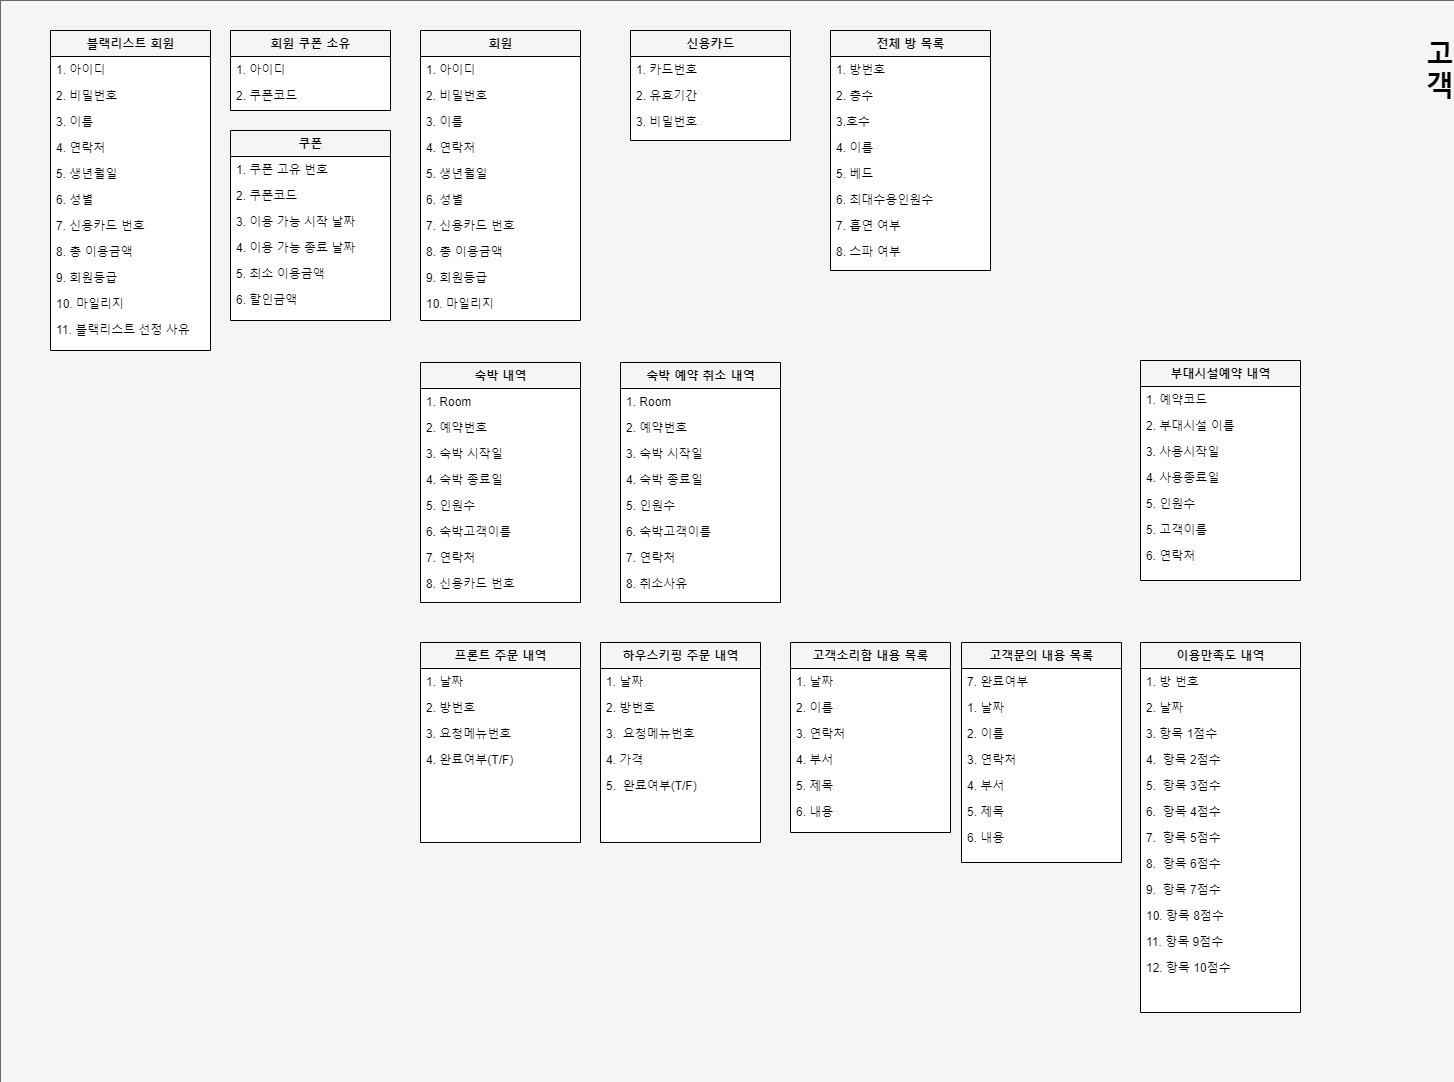 블랙리스트 회원
1. 아이디
2. 비밀번호
3. 이름
4. 연락처
5. 생년월일
6. 성별
7. 신용카드 번호
8. 총 이용금액
9. 회원등급
10. 마일리지
11. 블랙리스트 선정 사유
회원 쿠폰 소유
1. 아이디
2. 쿠폰코드
쿠폰
1. 쿠폰 고유 번호
2. 쿠폰코드
3. 이용 가능 시작 날짜
4. 이용 가능 종료 날짜
5. 최소 이용금액
6. 할인금액
회원
1. 아이디
2. 비밀번호
3. 이름
4. 연락처
5. 생년월일
6. 성별
7. 신용카드 번호
8. 총 이용금액
9. 회원등급
10. 마일리지
신용카드
1. 카드번호
2. 유효기간
3. 비밀번호
전체 방 목록
1. 방번호
2. 층수
3.호수
4. 이름
5. 베드
6. 최대수용인원수
7. 흡연 여부
8. 스파 여부
고
객
숙박 내역
1. Room
2. 예약번호
3. 숙박 시작일
4. 숙박 종료일
5. 인원수
6. 숙박고객이름
7. 연락처
8. 신용카드 번호
숙박 예약 취소 내역
1. Room
2. 예약번호
3. 숙박 시작일
4. 숙박 종료일
5. 인원수
6. 숙박고객이름
7. 연락처
8. 취소사유
부대시설예약 내역
1. 예약코드
2. 부대시설 이름
3. 사용시작일
4. 사용종료일
5. 인원수
5. 고객이름
6. 연락처
프론트 주문 내역
1. 날짜
2. 방번호
3. 요청메뉴번호
4. 완료여부(T/F)
하우스키핑 주문 내역
1. 날짜
2. 방번호
3. 요청메뉴번호
4. 가격
5. 완료여부(T/F)
고객소리함 내용 목록
1. 날짜
2. 이름
3. 연락처
4. 부서
5. 제목
6. 내용
고객문의 내용 목록
7. 완료여부
1. 날짜
2. 이름
3. 연락처
4. 부서
5. 제목
6. 내용
이용만족도 내역
1. 방 번호
2. 날짜
3. 항목 1점수
4. 항목 2점수
5. 항목 3점수
6. 항목 4점수
7. 항목 5점수
8. 항목 6점수
9. 항목 7점수
10. 항목 8점수
11. 항목 9점수
12. 항목 10점수